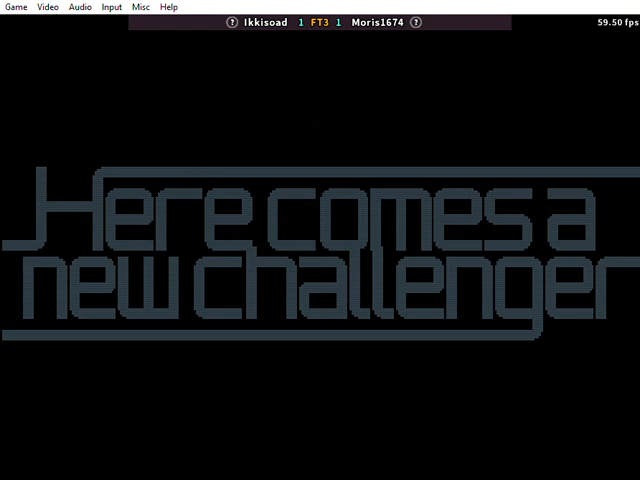 Game Video Audio Input Misc Help
? Ikkisoad 1 FT3 1 Moris1674 ?
59.50 fps
Here comes a
new challenger